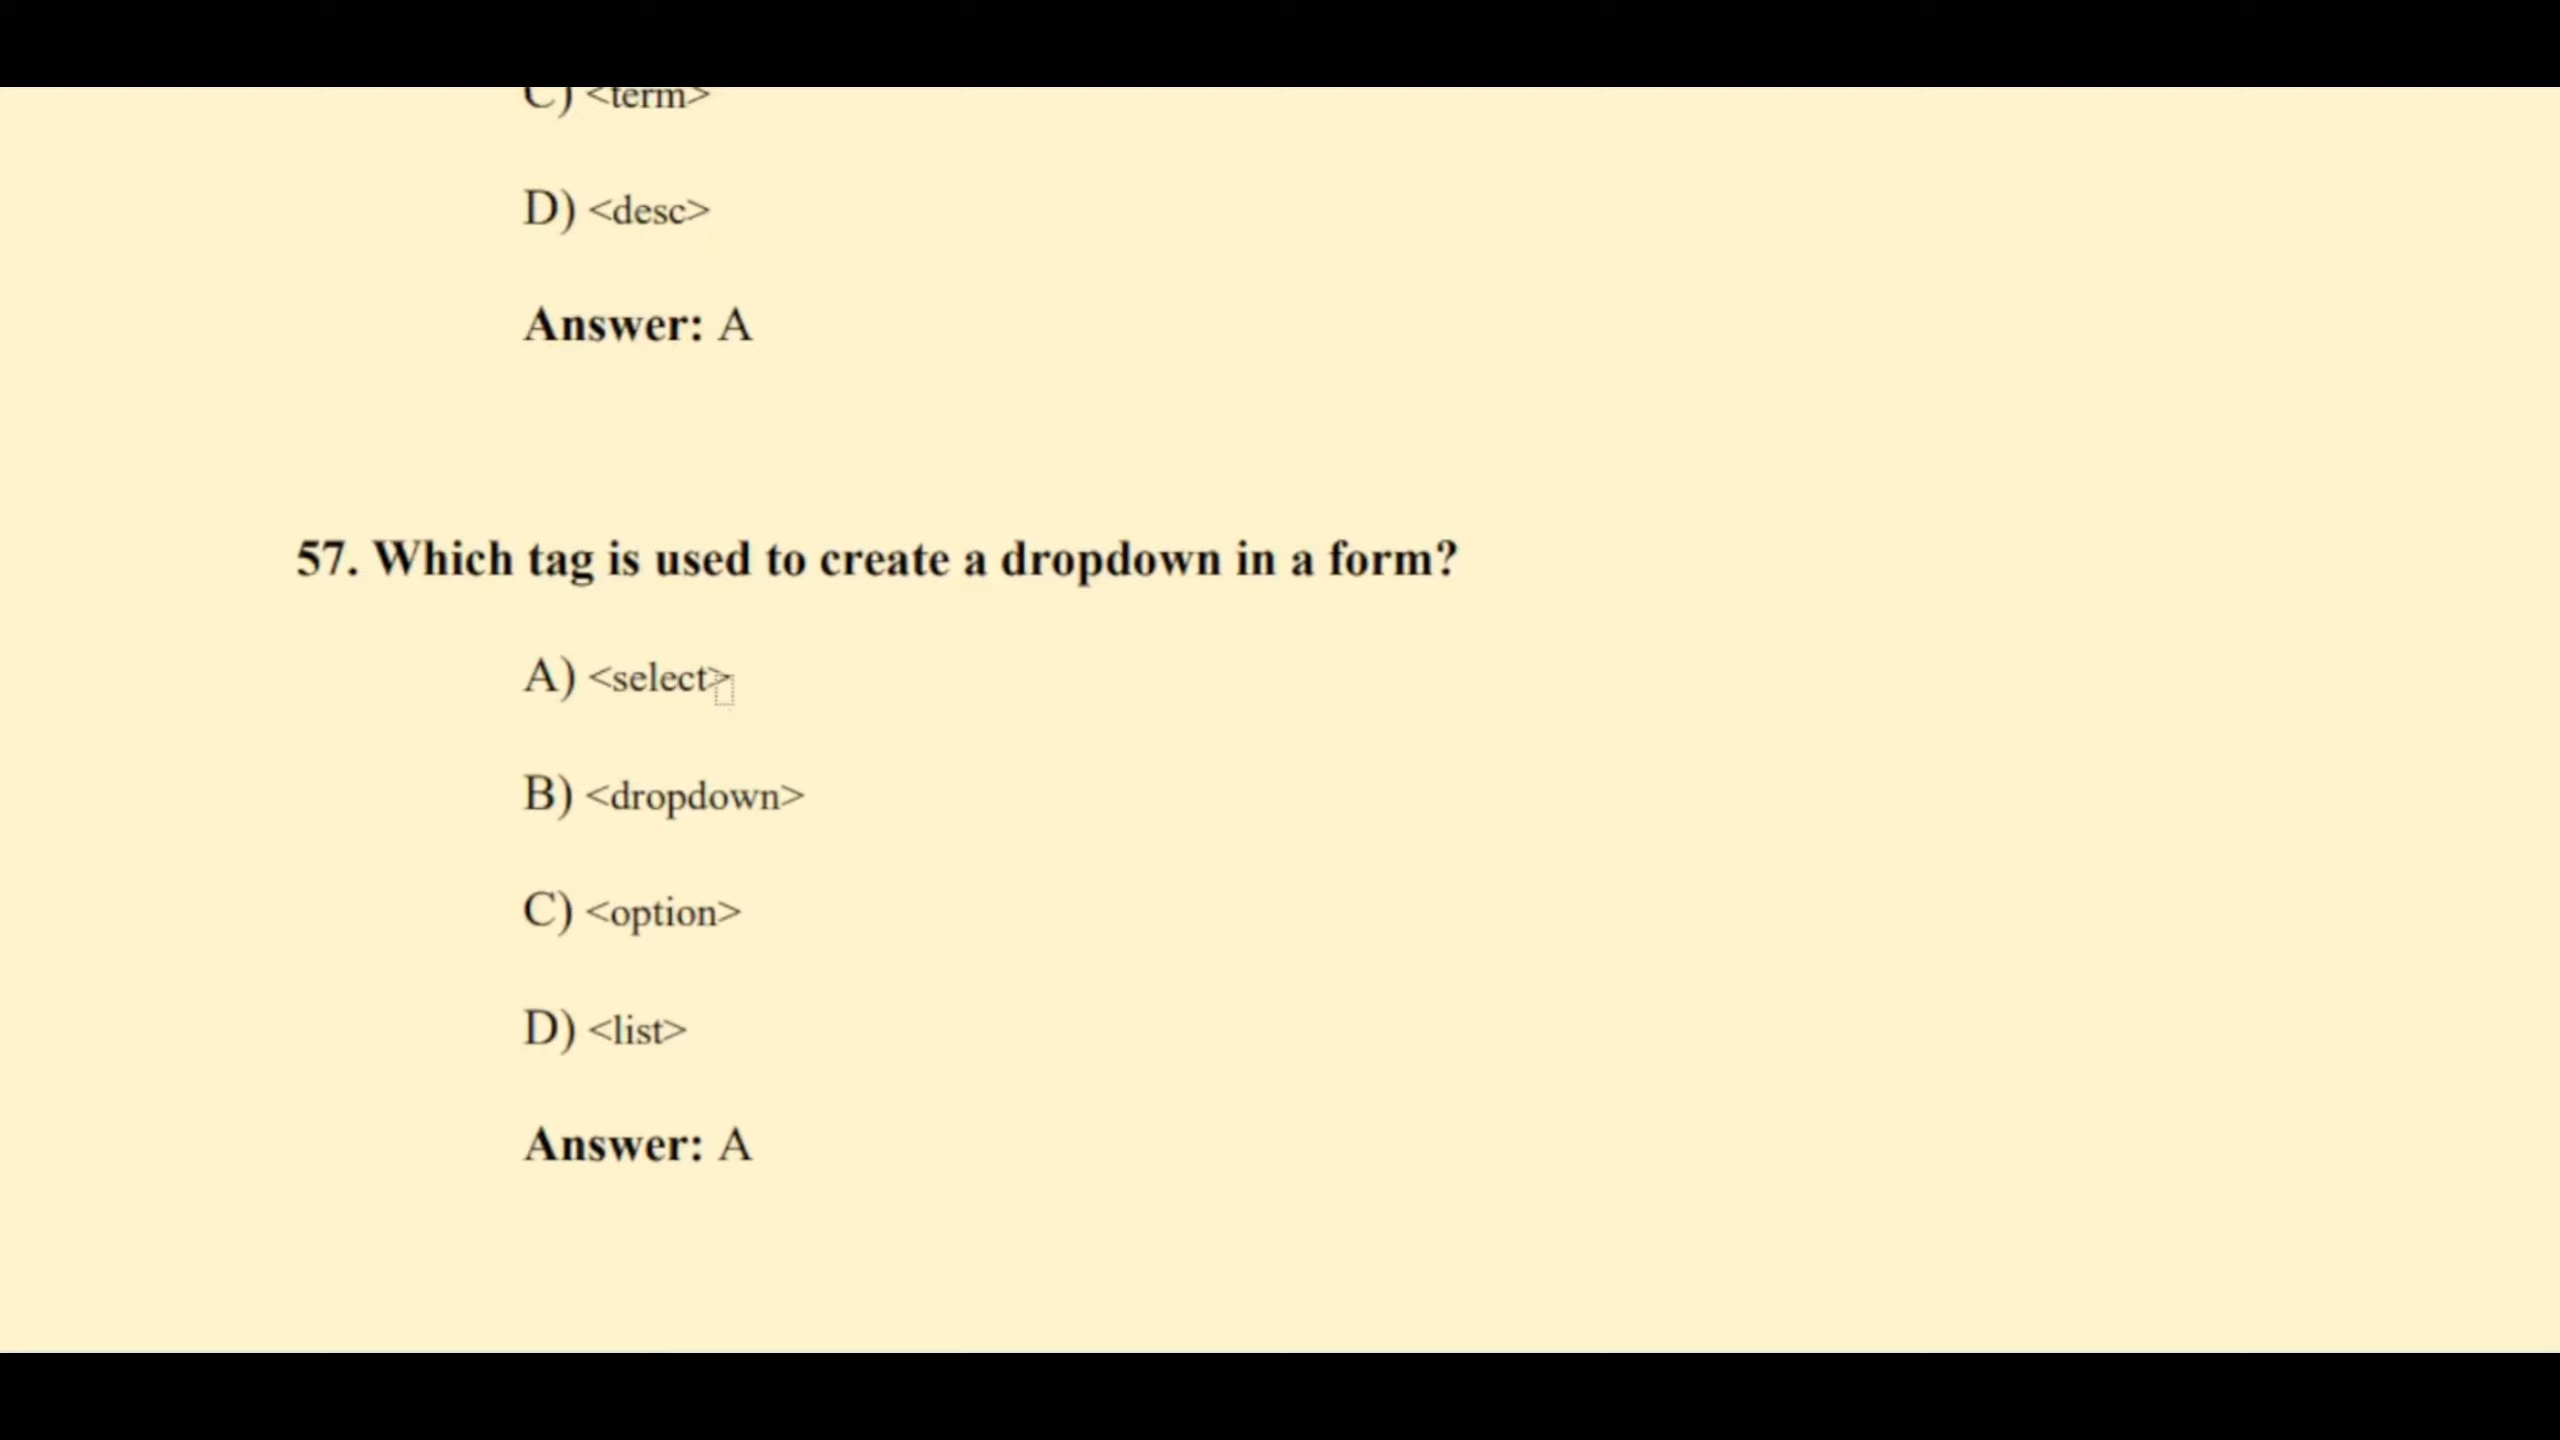 C) <term>
D) <desc>
Answer: A
57. Which tag is used to create a dropdown in a form?
A) <select>
B) <dropdown>
C) <option>
D) <list>
Answer: A